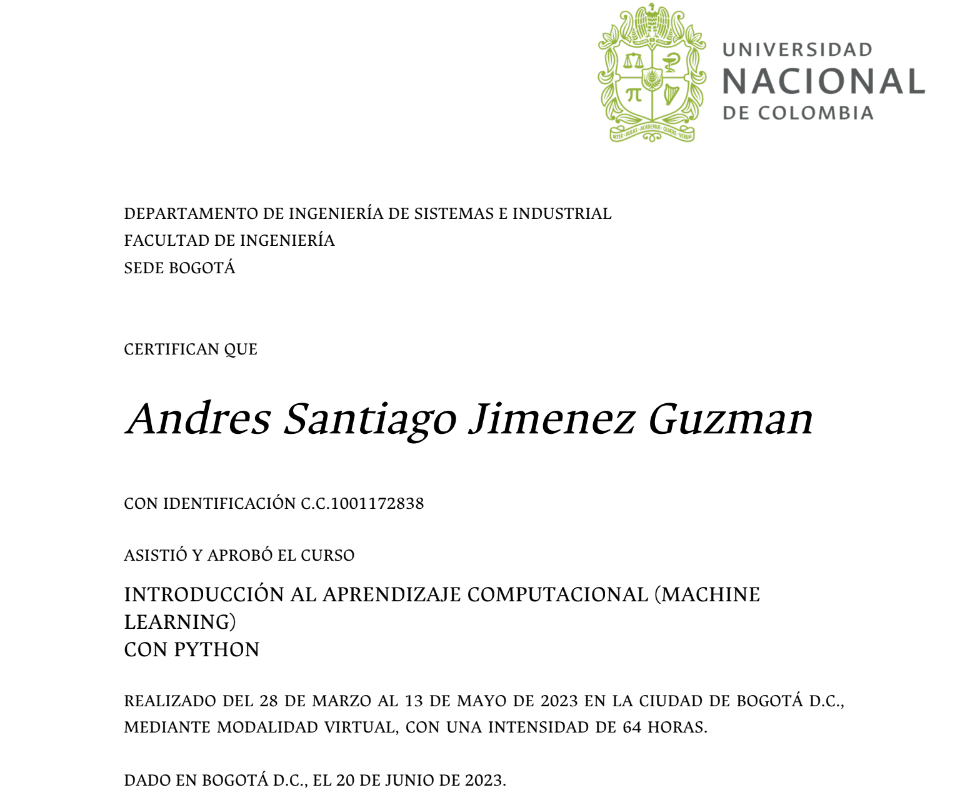 UNIVERSIDAD
NACIONAL
DE COLOMBIA
DEPARTAMENTO DE INGENIERÍA DE SISTEMAS E INDUSTRIAL
FACULTAD DE INGENIERÍA
SEDE BOGOTÁ
CERTIFICAN QUE
Andres Santiago Jimenez Guzman
CON IDENTIFICACIÓN C.C.1001172838
ASISTIÓ Y APROBÓ EL CURSO
INTRODUCCIÓN AL APRENDIZAJE COMPUTACIONAL (MACHINE
LEARNING)
CON PYTHON
REALIZADO DEL 28 DE MARZO AL 13 DE MAYO DE 2023 EN LA CIUDAD DE BOGOTÁ D.C.,
MEDIANTE MODALIDAD VIRTUAL, CON UNA INTENSIDAD DE 64 HORAS.
DADO EN BOGOTÁ D.C., EL 20 DE JUNIO DE 2023.